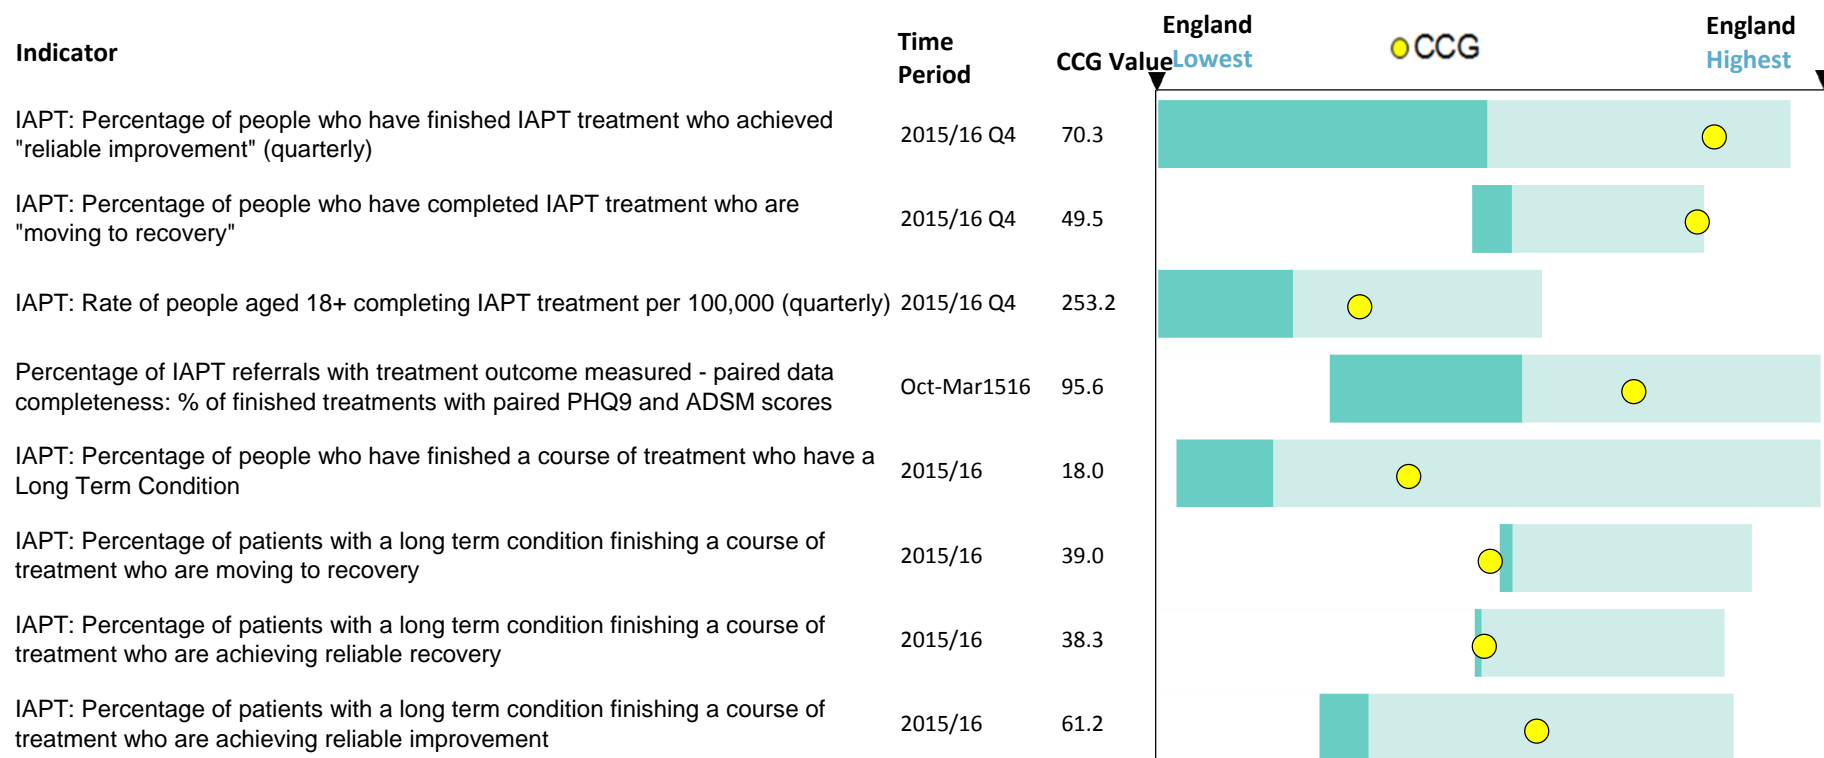 Indicator
Time
Period
CCG Value
England
Lowest
CCG
England
Highest
IAPT: Percentage of people who have finished IAPT treatment who achieved
"reliable improvement" (quarterly)
2015/16 Q4
70.3
IAPT: Percentage of people who have completed IAPT treatment who are
"moving to recovery"
2015/16 Q4
49.5
IAPT: Rate of people aged 18+ completing IAPT treatment per 100,000 (quarterly)
2015/16 Q4
253.2
Percentage of IAPT referrals with treatment outcome measured - paired data
completeness: % of finished treatments with paired PHQ9 and ADSM scores
Oct-Mar1516
95.6
IAPT: Percentage of people who have finished a course of treatment who have a
Long Term Condition
2015/16
18.0
IAPT: Percentage of patients with a long term condition finishing a course of
treatment who are moving to recovery
2015/16
39.0
IAPT: Percentage of patients with a long term condition finishing a course of
treatment who are achieving reliable recovery
2015/16
38.3
IAPT: Percentage of patients with a long term condition finishing a course of
treatment who are achieving reliable improvement
2015/16
61.2